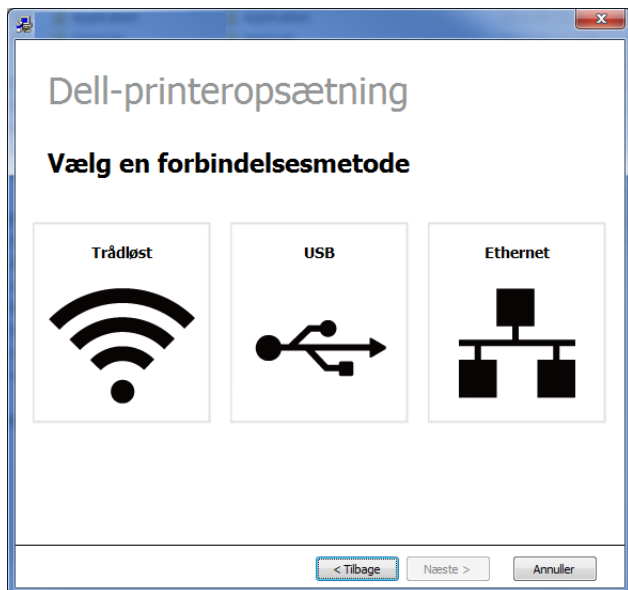 Dell-printeropsætning
Vælg en forbindelsesmetode
Trådløst
USB
Ethernet
< Tilbage
Næste >
Annuller